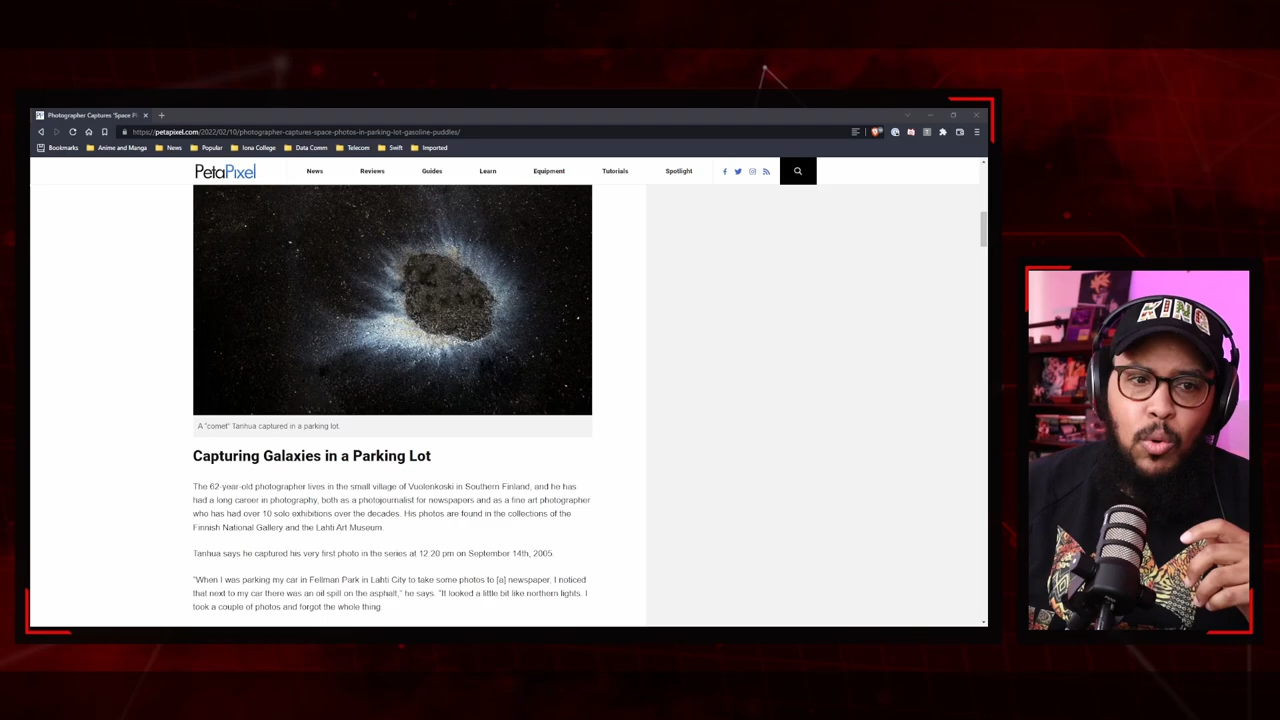 Photographer Captures 'Space P
https://petapixel.com/2022/02/10/photographer-captures-space-photos-in-parking-lot-gasoline-puddles/
Bookmarks Anime and Manga News Popular Iona College Data Comm Telecom Swift Imported
PetaPixel News Reviews Guides Learn Equipment Tutorials Spotlight
A "comet" Tanhua captured in a parking lot.
Capturing Galaxies in a Parking Lot
The 62-year-old photographer lives in the small village of Vuolenkoski in Southern Finland, and he has
had a long career in photography, both as a photojournalist for newspapers and as a fine art photographer
who has had over 10 solo exhibitions over the decades. His photos are found in the collections of the
Finnish National Gallery and the Lahti Art Museum.
Tanhua says he captured his very first photo in the series at 12:20 pm on September 14th, 2005.
"When I was parking my car in Fellman Park in Lahti City to take some photos to [a] newspaper, I noticed
that next to my car there was an oil spill on the asphalt," he says. "It looked a little bit like northern lights. I
took a couple of photos and forgot the whole thing.
KING